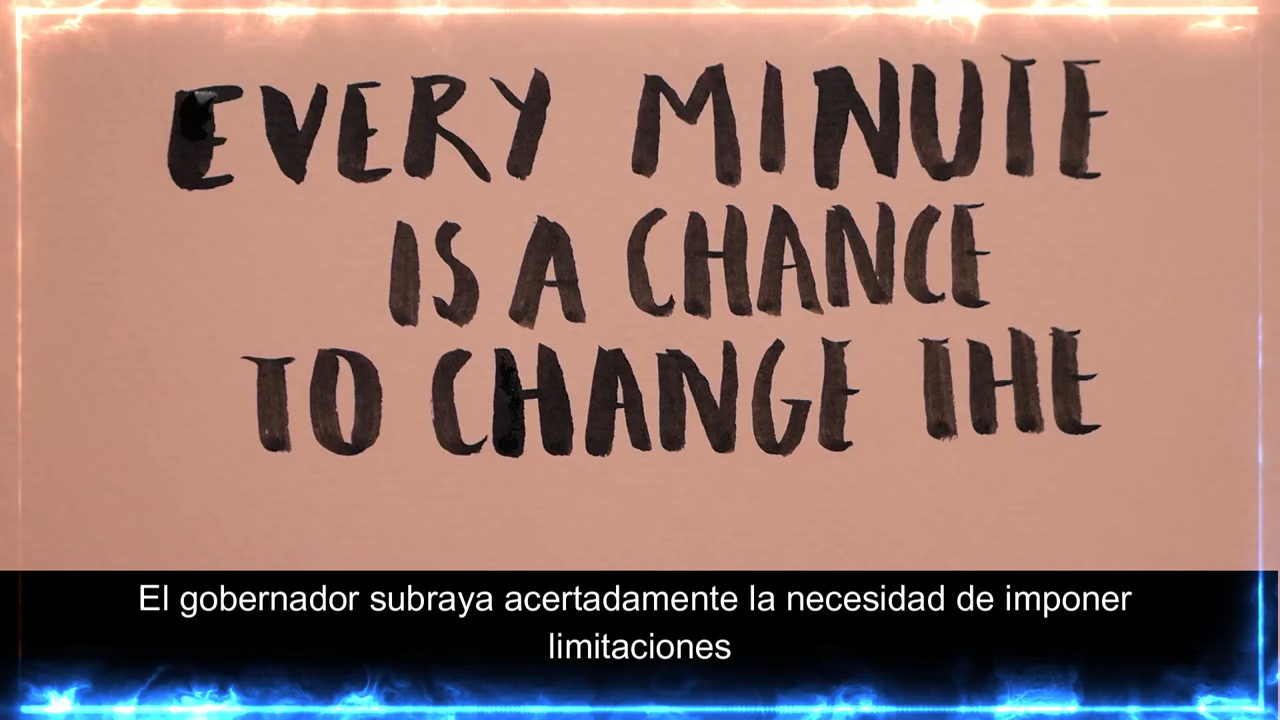 EVERY MINUTE
IS A CHANCE
TO CHANGE THE
El gobernador subraya acertadamente la necesidad de imponer
limitaciones